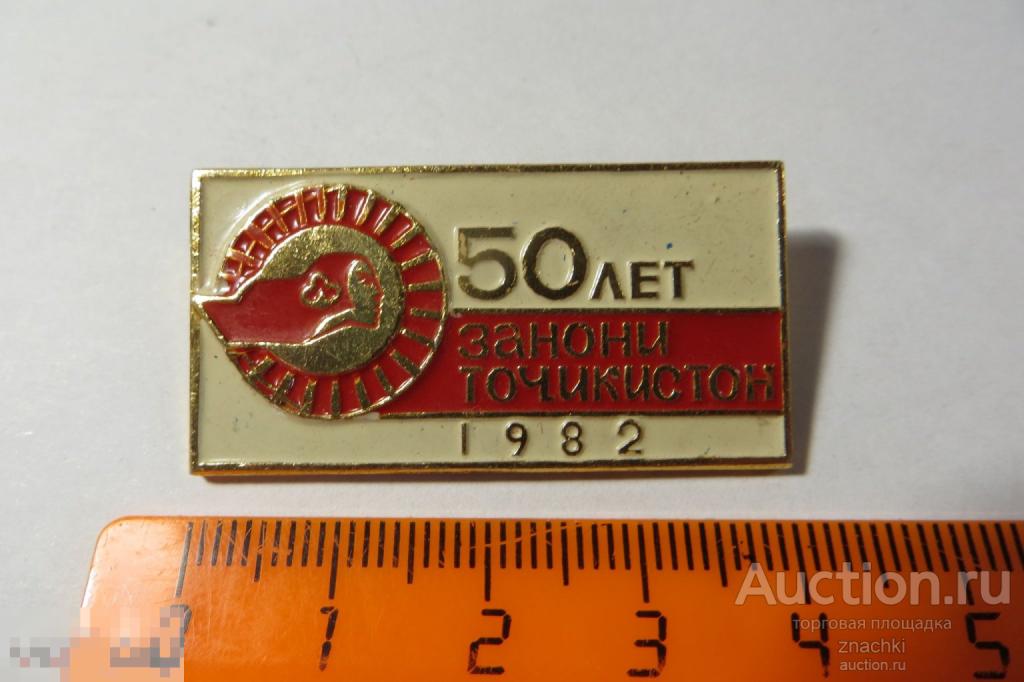 50 ЛЕТ
ЗАНОНИ
ТОЧИКИСТОН
1982
1 2 3 4 5
Auction.ru
торговая площадка
znachki
auction.ru